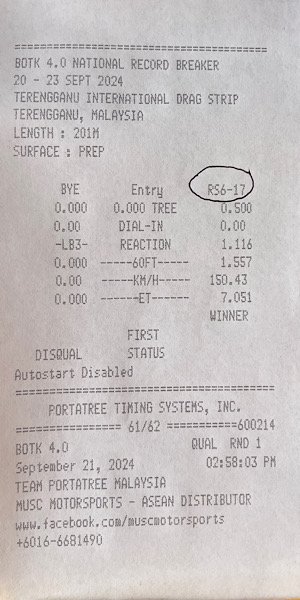 ========================================
BOTK 4.0 NATIONAL RECORD BREAKER
20 - 23 SEPT 2024
TERENGGANU INTERNATIONAL DRAG STRIP
TERENGGANU, MALAYSIA
LENGTH : 201M
SURFACE : PREP
BYE Entry RS6-17
0.000 0.000 TREE 0.500
0.00 DIAL-IN 0.00
-LB3- REACTION 1.116
0.000 -----60FT----- 1.557
0.00 -----KM/H----- 150.43
0.000 ------ET------ 7.051
WINNER
FIRST
DISQUAL STATUS
Autostart Disabled
========================================
PORTATREE TIMING SYSTEMS, INC.
================ 61/62 ===========600214
BOTK 4.0 QUAL RND 1
September 21, 2024 02:58:03 PM
TEAM PORTATREE MALAYSIA
MUSC MOTORSPORTS - ASEAN DISTRIBUTOR
www.facebook.com/muscmotorsports
+6016-6681490